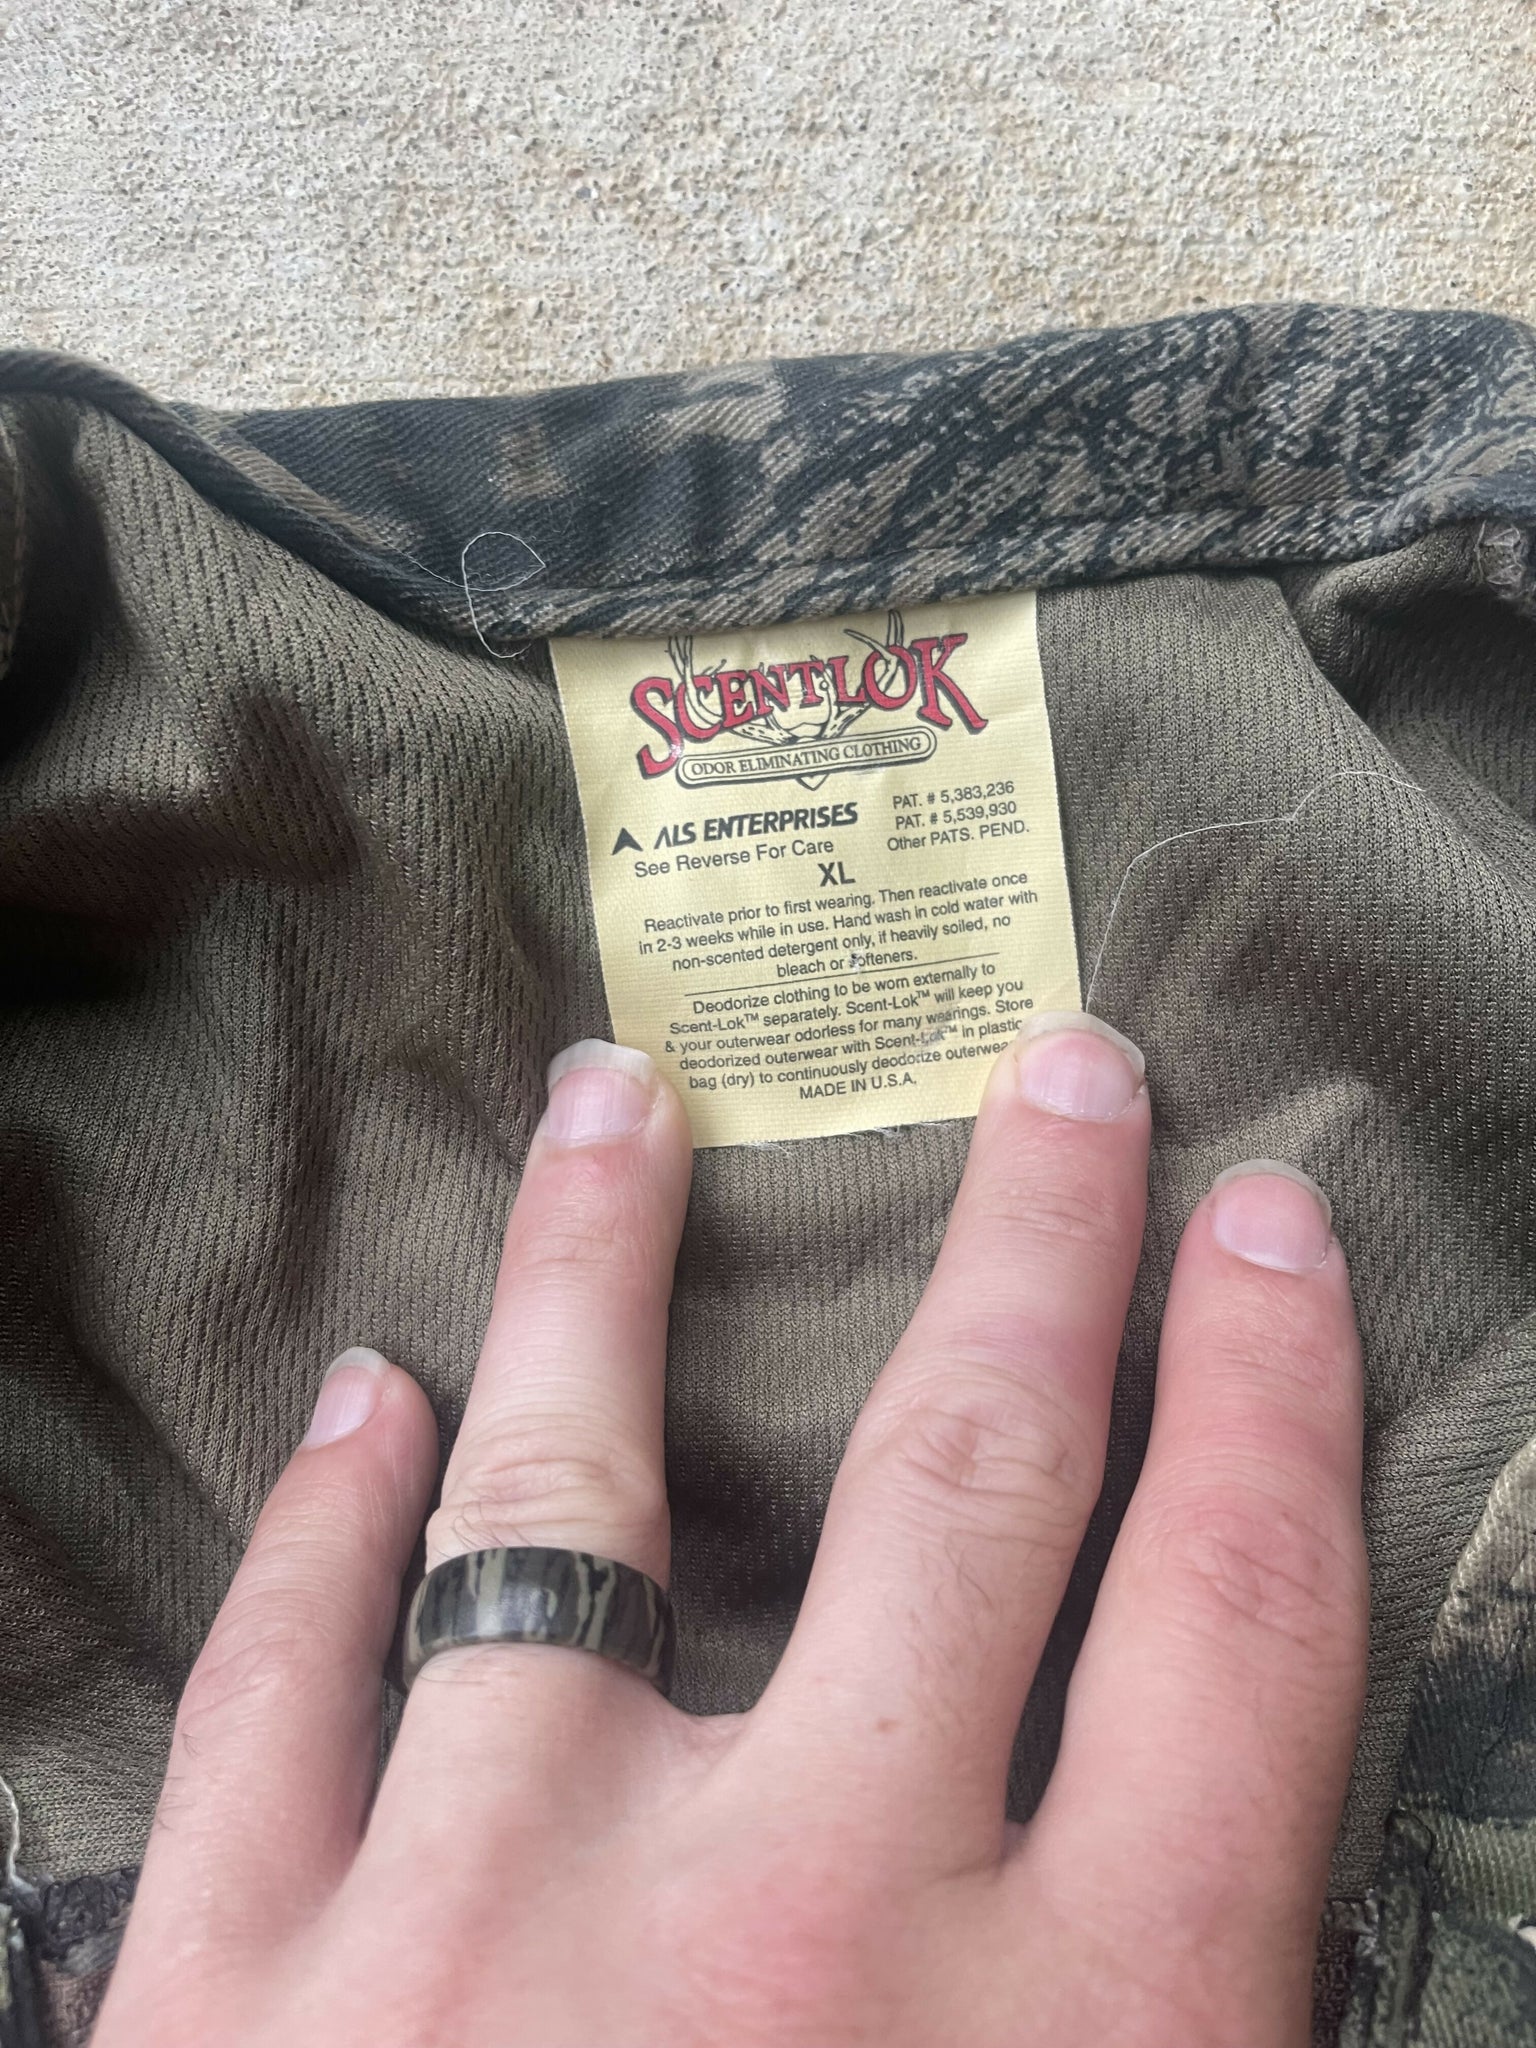 SCENT-LOK
ODOR ELIMINATING CLOTHING
ALS ENTERPRISES
See Reverse For Care
PAT. # 5,383,236
PAT. # 5,539,930
Other PATS. PEND.
XL
Reactivate prior to first wearing. Then reactivate once
in 2-3 weeks while in use. Hand wash in cold water with
non-scented detergent only, if heavily soiled, no
bleach or softeners.
Deodorize clothing to be worn externally to
Scent-Lok™ separately. Scent-Lok™ will keep you
& your outerwear odorless for many wearings. Store
deodorized outerwear with Scent-Lok™ in plastic
bag (dry) to continuously deodorize outerwea
MADE IN U.S.A.